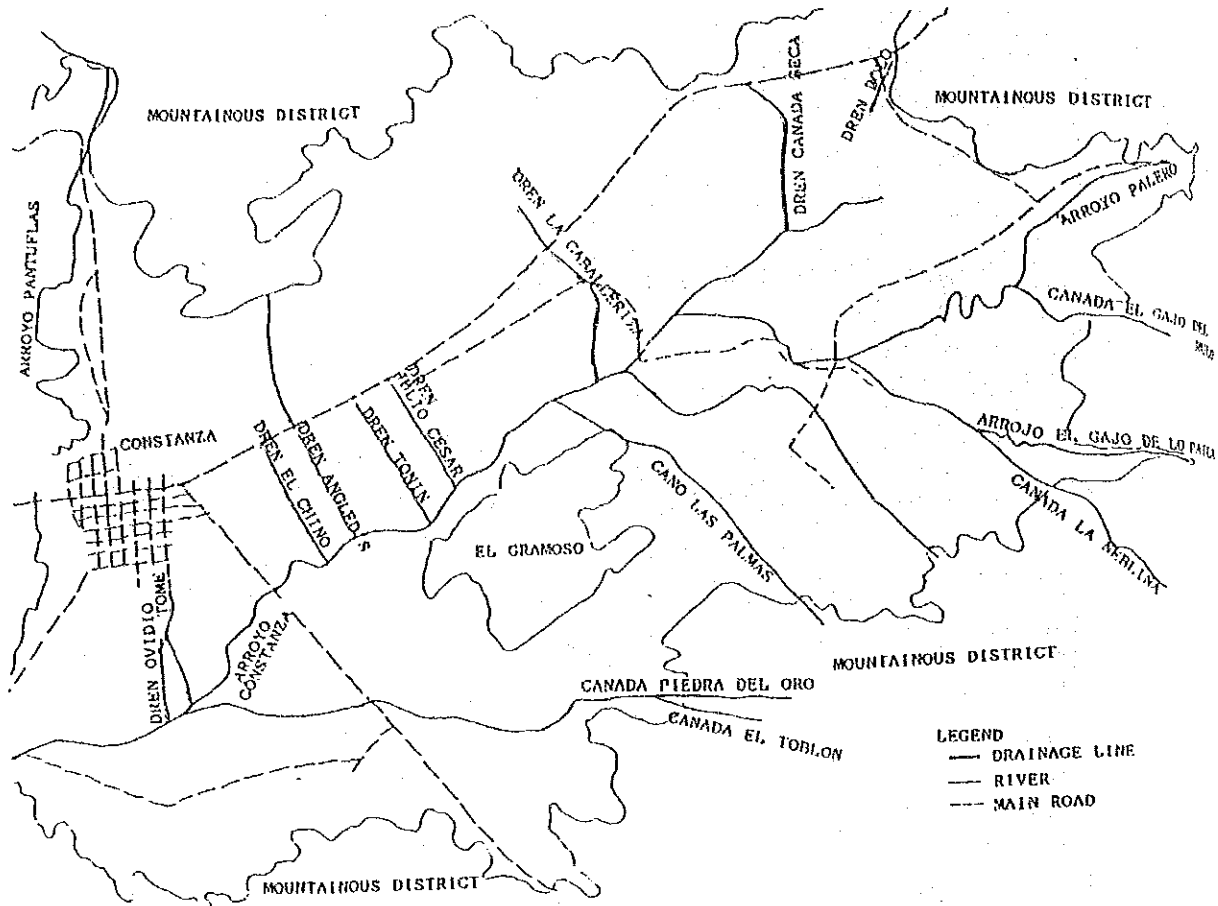 MOUNTAINOUS DISTRICT
DREN CANADA SECA
DREN
MOUNTAINOUS DISTRICT
ARROYO PALERO
DREN LA
ARROYO PANTUFLAS
CANADA EL GAJO DEL
DREN
JULIO CESAR
CONSTANZA
DREN EL CHINO
DREN ANGELED S
DREN TONIN
ARROJO EL GAJO DE LO
CANO LAS PALMAS
CANADA LA NEBLINA
EL GRAMOSO
DREN OVIDIO
TOME
ARROYO
CONSTANZA
MOUNTAINOUS DISTRICT
CANADA PIEDRA DEL ORO
CANADA EL TOBLON
LEGEND
DRAINAGE LINE
RIVER
MAIN ROAD
MOUNTAINOUS DISTRICT